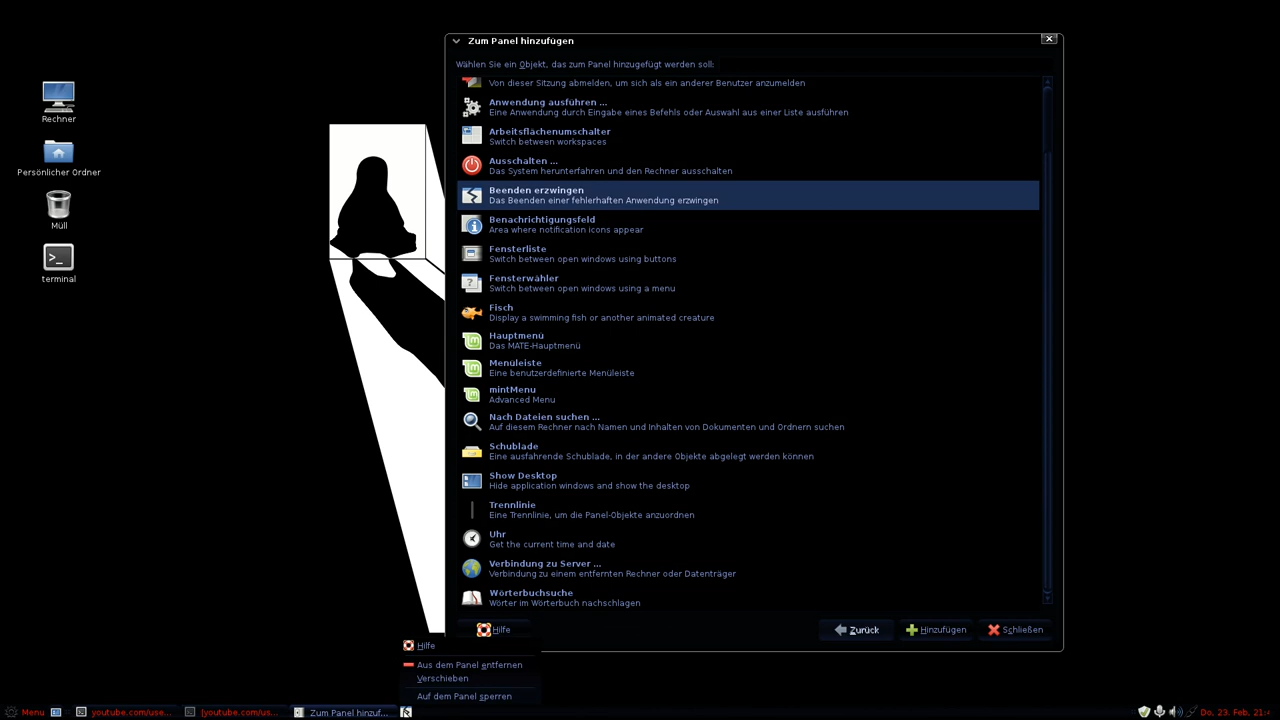 Zum Panel hinzufügen
Wählen Sie ein Objekt, das zum Panel hinzugefügt werden soll:
Von dieser Sitzung abmelden, um sich als ein anderer Benutzer anzumelden
Anwendung ausführen ...
Eine Anwendung durch Eingabe eines Befehls oder Auswahl aus einer Liste ausführen
Arbeitsflächenumschalter
Switch between workspaces
Ausschalten ...
Das System herunterfahren und den Rechner ausschalten
Beenden erzwingen
Das Beenden einer fehlerhaften Anwendung erzwingen
Benachrichtigungsfeld
Area where notification icons appear
Fensterliste
Switch between open windows using buttons
Fensterwähler
Switch between open windows using a menu
Fisch
Display a swimming fish or another animated creature
Hauptmenü
Das MATE-Hauptmenü
Menüleiste
Eine benutzerdefinierte Menüleiste
mintMenu
Advanced Menu
Nach Dateien suchen ...
Auf diesem Rechner nach Namen und Inhalten von Dokumenten und Ordnern suchen
Schublade
Eine ausfahrende Schublade, in der andere Objekte abgelegt werden können
Show Desktop
Hide application windows and show the desktop
Trennlinie
Eine Trennlinie, um die Panel-Objekte anzuordnen
Uhr
Get the current time and date
Verbindung zu Server ...
Verbindung zu einem entfernten Rechner oder Datenträger
Wörterbuchsuche
Wörter im Wörterbuch nachschlagen
Hilfe
Zurück
Hinzufügen
Schließen
Rechner
Persönlicher Ordner
Müll
terminal
Hilfe
Aus dem Panel entfernen
Verschieben
Auf dem Panel sperren
Menu
youtube.com/use...
[youtube.com/us...
Zum Panel hinzuf...
Do, 23. Feb, 21:4